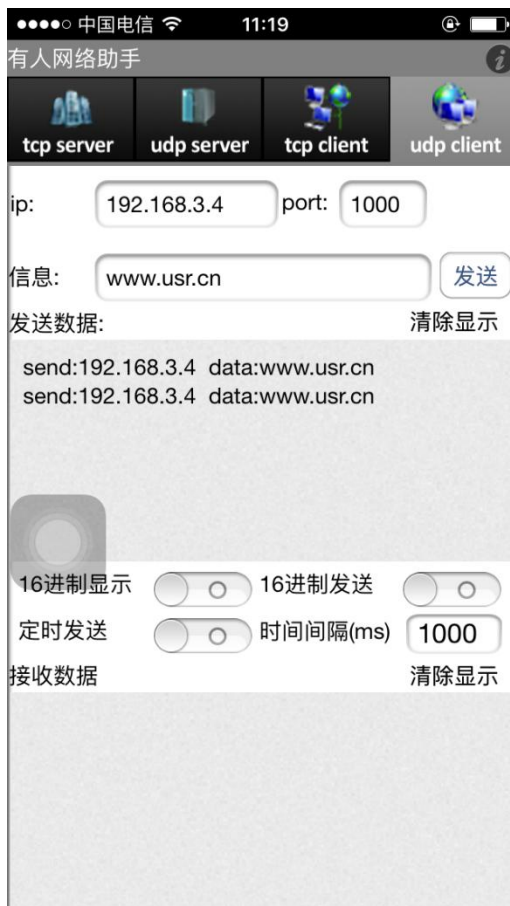 中国电信 11:19
有人网络助手
tcp server udp server tcp client udp client
ip: 192.168.3.4 port: 1000
信息: www.usr.cn 发送
发送数据: 清除显示
send:192.168.3.4 data:www.usr.cn
send:192.168.3.4 data:www.usr.cn
16进制显示 16进制发送
定时发送 时间间隔(ms) 1000
接收数据 清除显示